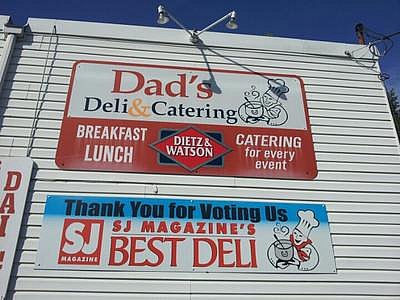 Dad's
Deli & Catering
BREAKFAST
LUNCH
DIETZ &
WATSON
CATERING
for every
event
Thank You for Voting Us
SJ
MAGAZINE
SJ MAGAZINE'S
BEST DELI
DA